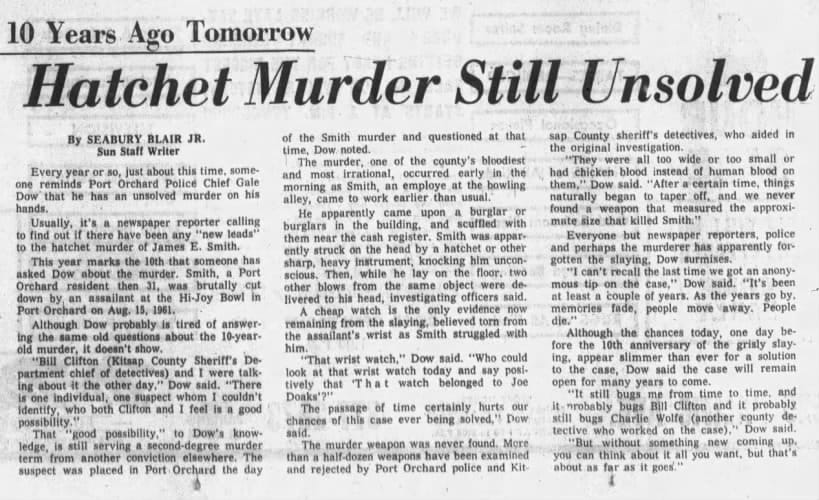 10 Years Ago Tomorrow
Hatchet Murder Still Unsolved
By SEABURY BLAIR JR.
Sun Staff Writer
Every year or so, just about this time, some-
one reminds Port Orchard Police Chief Gale
Dow that he has an unsolved murder on his
hands.
Usually, it's a newspaper reporter calling
to find out if there have been any "new leads"
to the hatchet murder of James E. Smith.
This year marks the 10th that someone has
asked Dow about the murder. Smith, a Port
Orchard resident then 31, was brutally cut
down by an assailant at the Hi-Joy Bowl in
Port Orchard on Aug. 15, 1961.
Although Dow probably is tired of answer-
ing the same old questions about the 10-year-
old murder, it doesn't show.
"Bill Clifton (Kitsap County Sheriff's De-
partment chief of detectives) and I were talk-
ing about it the other day," Dow said. "There
is one individual, one suspect whom I couldn't
identify, who both Clifton and I feel is a good
possibility."
That "good possibility," to Dow's know-
ledge, is still serving a second-degree murder
term from another conviction elsewhere. The
suspect was placed in Port Orchard the day
of the Smith murder and questioned at that
time, Dow noted.
The murder, one of the county's bloodiest
and most irrational, occurred early in the
morning as Smith, an employe at the bowling
alley, came to work earlier than usual.
He apparently came upon a burglar or
burglars in the building, and scuffled with
them near the cash register. Smith was appar-
ently struck on the head by a hatchet or other
sharp, heavy instrument, knocking him uncon-
scious. Then, while he lay on the floor, two
other blows from the same object were de-
livered to his head, investigating officers said.
A cheap watch is the only evidence now
remaining from the slaying, believed torn from
the assailant's wrist as Smith struggled with
him.
"That wrist watch," Dow said. "Who could
look at that wrist watch today and say posi-
tively that 'That watch belonged to Joe
Doaks'?"
The passage of time certainly hurts our
chances of this case ever being solved," Dow
said.
The murder weapon was never found. More
than a half-dozen weapons have been examined
and rejected by Port Orchard police and Kit-
sap County sheriff's detectives, who aided in
the original investigation.
"They were all too wide or too small or
had chicken blood instead of human blood on
them," Dow said. "After a certain time, things
naturally began to taper off, and we never
found a weapon that measured the approxi-
mate size that killed Smith."
Everyone but newspaper reporters, police
and perhaps the murderer has apparently for-
gotten the slaying, Dow surmises.
"I can't recall the last time we got an anony-
mous tip on the case," Dow said. "It's been
at least a couple of years. As the years go by,
memories fade, people move away. People
die."
Although the chances today, one day be-
fore the 10th anniversary of the grisly slay-
ing, appear slimmer than ever for a solution
to the case, Dow said the case will remain
open for many years to come.
"It still bugs me from time to time, and
it probably bugs Bill Clifton and it probably
still bugs Charlie Wolfe (another county de-
tective who worked on the case)," Dow said.
"But without something new coming up,
you can think about it all you want, but that's
about as far as it goes."